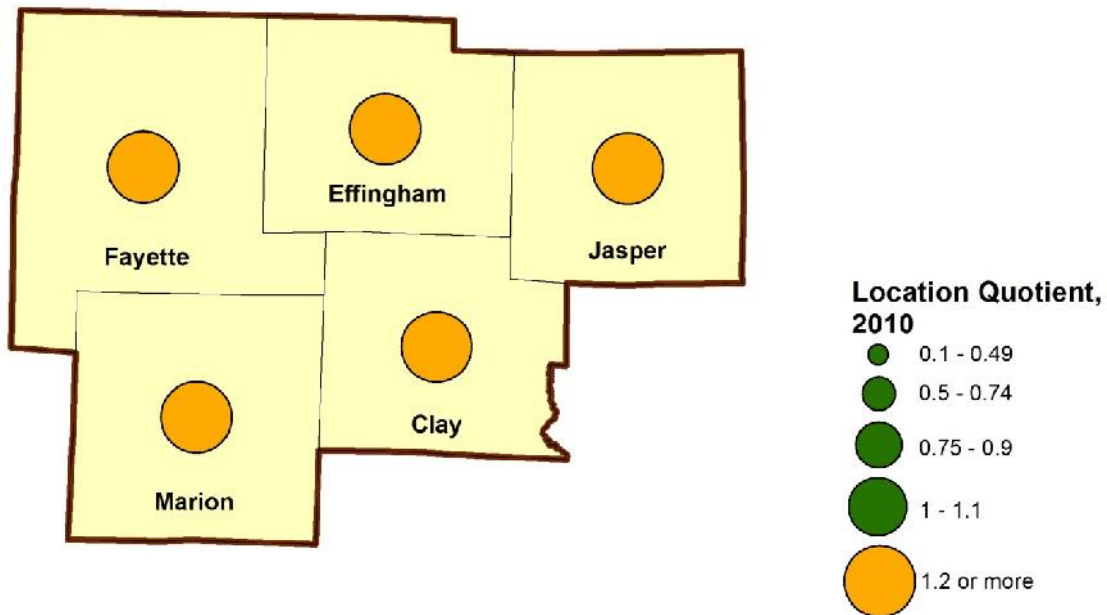 Effingham
Fayette
Jasper
Clay
Marion
Location Quotient,
2010
0.1 - 0.49
0.5 - 0.74
0.75 - 0.9
1 - 1.1
1.2 or more